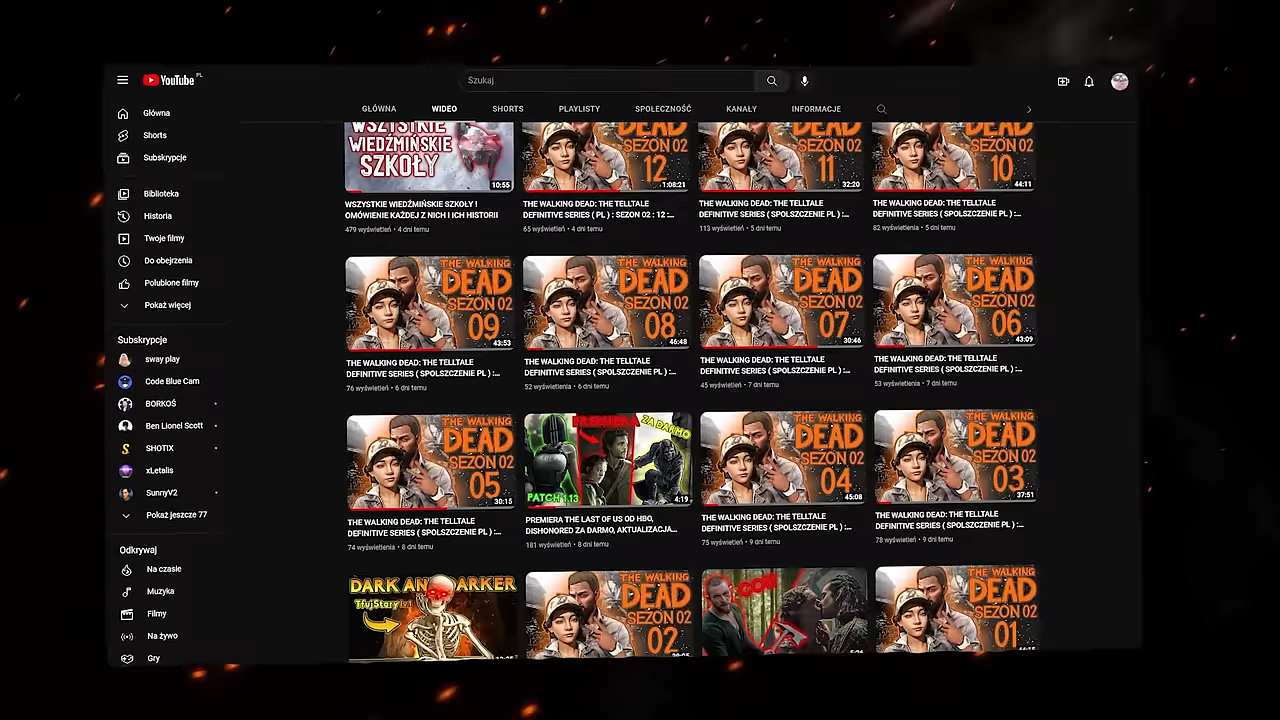 YouTube PL
Szukaj
GŁÓWNA WIDEO SHORTS PLAYLISTY SPOŁECZNOŚĆ KANAŁY INFORMACJE
Główna
Shorts
Subskrypcje
Biblioteka
Historia
Twoje filmy
Do obejrzenia
Polubione filmy
Pokaż więcej
Subskrypcje
sway play
Code Blue Cam
BORKOŚ
Ben Lionel Scott
SHOTIX
xLetalis
SunnyV2
Pokaż jeszcze 77
Odkrywaj
Na czasie
Muzyka
Filmy
Na żywo
Gry
WSZYSTKIE
WIEDŹMIŃSKIE
SZKOŁY
10:55
WSZYSTKIE WIEDŹMIŃSKIE SZKOŁY !
OMÓWIENIE KAŻDEJ Z NICH I ICH HISTORII
479 wyświetleń • 4 dni temu
DEAD
SEZON 02
12
1:08:21
THE WALKING DEAD: THE TELLTALE
DEFINITIVE SERIES ( PL ) : SEZON 02 : 12 :...
65 wyświetleń • 4 dni temu
DEAD
SEZON 02
11
32:20
THE WALKING DEAD: THE TELLTALE
DEFINITIVE SERIES ( SPOLSZCZENIE PL ) :...
113 wyświetleń • 5 dni temu
DEAD
SEZON 02
10
44:11
THE WALKING DEAD: THE TELLTALE
DEFINITIVE SERIES ( SPOLSZCZENIE PL ) :...
82 wyświetlenia • 5 dni temu
THE WALKING
DEAD
SEZON 02
09
43:53
THE WALKING DEAD: THE TELLTALE
DEFINITIVE SERIES ( SPOLSZCZENIE PL ) :...
76 wyświetleń • 6 dni temu
THE WALKING
DEAD
SEZON 02
08
46:48
THE WALKING DEAD: THE TELLTALE
DEFINITIVE SERIES ( SPOLSZCZENIE PL ) :...
52 wyświetlenia • 6 dni temu
THE WALKING
DEAD
SEZON 02
07
30:46
THE WALKING DEAD: THE TELLTALE
DEFINITIVE SERIES ( SPOLSZCZENIE PL ) :...
45 wyświetleń • 7 dni temu
THE WALKING
DEAD
SEZON 02
06
43:09
THE WALKING DEAD: THE TELLTALE
DEFINITIVE SERIES ( SPOLSZCZENIE PL ) :...
53 wyświetlenia • 7 dni temu
THE WALKING
DEAD
SEZON 02
05
30:15
THE WALKING DEAD: THE TELLTALE
DEFINITIVE SERIES ( SPOLSZCZENIE PL ) :...
74 wyświetlenia • 8 dni temu
PREMIERA
ZA DARMO
PATCH 1.13
4:19
PREMIERA THE LAST OF US OD HBO,
DISHONORED ZA DARMO, AKTUALIZACJA...
181 wyświetleń • 8 dni temu
THE WALKING
DEAD
SEZON 02
04
45:08
THE WALKING DEAD: THE TELLTALE
DEFINITIVE SERIES ( SPOLSZCZENIE PL ) :...
75 wyświetleń • 9 dni temu
THE WALKING
DEAD
SEZON 02
03
37:51
THE WALKING DEAD: THE TELLTALE
DEFINITIVE SERIES ( SPOLSZCZENIE PL ) :...
78 wyświetleń • 9 dni temu
DARK AND DARKER
TfujStary
THE WALKING
DEAD
SEZON 02
02
GOW
THE WALKING
DEAD
SEZON 02
01